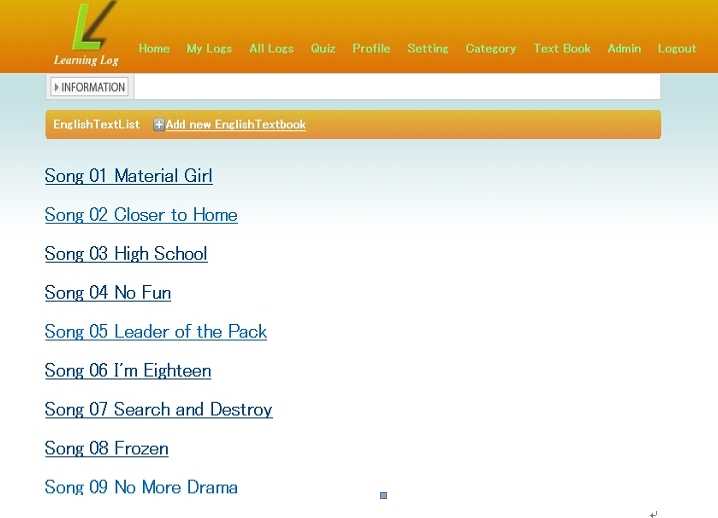 Learning Log
Home My Logs All Logs Quiz Profile Setting Category Text Book Admin Logout
INFORMATION
EnglishTextList Add new EnglishTextbook
Song 01 Material Girl
Song 02 Closer to Home
Song 03 High School
Song 04 No Fun
Song 05 Leader of the Pack
Song 06 I'm Eighteen
Song 07 Search and Destroy
Song 08 Frozen
Song 09 No More Drama